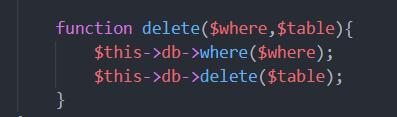 function delete($where,$table){
$this->db->where($where);
$this->db->delete($table);
}